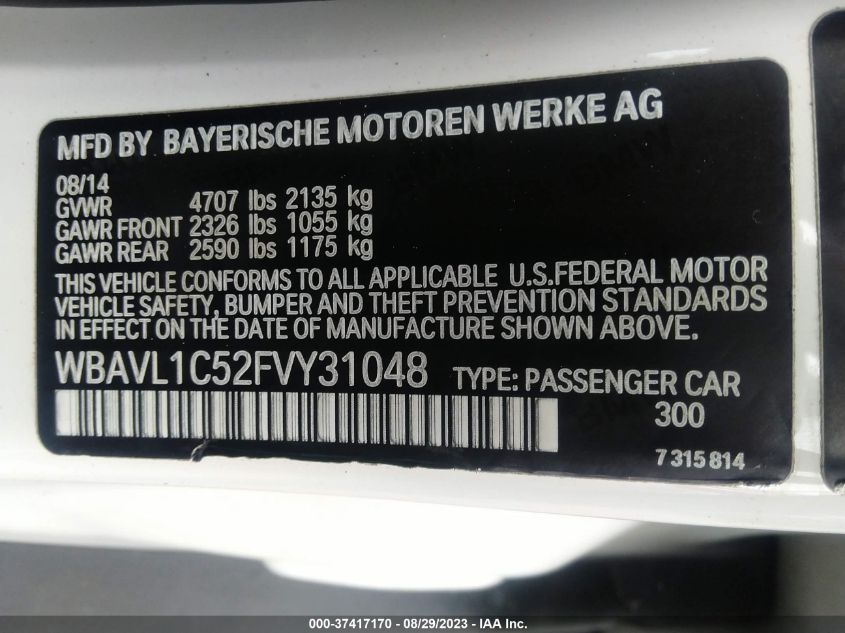 MFD BY BAYERISCHE MOTOREN WERKE AG
08/14
GVWR 4707 lbs 2135 kg
GAWR FRONT 2326 lbs 1055 kg
GAWR REAR 2590 lbs 1175 kg
THIS VEHICLE CONFORMS TO ALL APPLICABLE U.S.FEDERAL MOTOR
VEHICLE SAFETY, BUMPER AND THEFT PREVENTION STANDARDS
IN EFFECT ON THE DATE OF MANUFACTURE SHOWN ABOVE.
WBAVL1C52FVY31048 TYPE: PASSENGER CAR
300
7315814
000-37417170 | 08/29/2023 | IAA Inc.